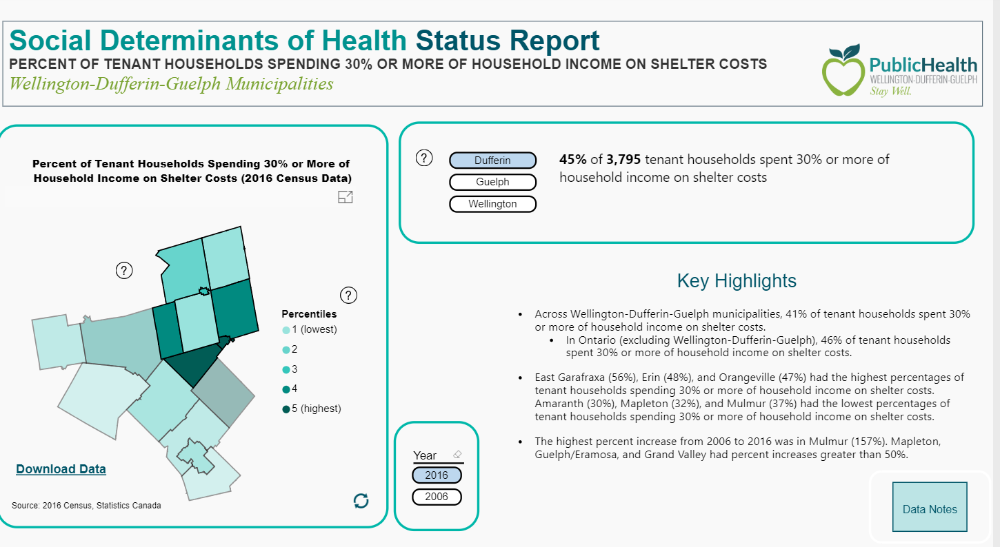 Social Determinants of Health Status Report
PERCENT OF TENANT HOUSEHOLDS SPENDING 30% OR MORE OF HOUSEHOLD INCOME ON SHELTER COSTS
Wellington-Dufferin-Guelph Municipalities
PublicHealth
WELLINGTON-DUFFERIN-GUELPH
Stay Well.
Percent of Tenant Households Spending 30% or More of
Household Income on Shelter Costs (2016 Census Data)
?
?
Percentiles
1 (lowest)
2
3
4
5 (highest)
Download Data
Source: 2016 Census, Statistics Canada
?
Dufferin
Guelph
Wellington
45% of 3,795 tenant households spent 30% or more of
household income on shelter costs
Year
2016
2006
Key Highlights
• Across Wellington-Dufferin-Guelph municipalities, 41% of tenant households spent 30%
or more of household income on shelter costs.
• In Ontario (excluding Wellington-Dufferin-Guelph), 46% of tenant households
spent 30% or more of household income on shelter costs.
• East Garafraxa (56%), Erin (48%), and Orangeville (47%) had the highest percentages of
tenant households spending 30% or more of household income on shelter costs.
Amaranth (30%), Mapleton (32%), and Mulmur (37%) had the lowest percentages of
tenant households spending 30% or more of household income on shelter costs.
• The highest percent increase from 2006 to 2016 was in Mulmur (157%). Mapleton,
Guelph/Eramosa, and Grand Valley had percent increases greater than 50%.
Data Notes